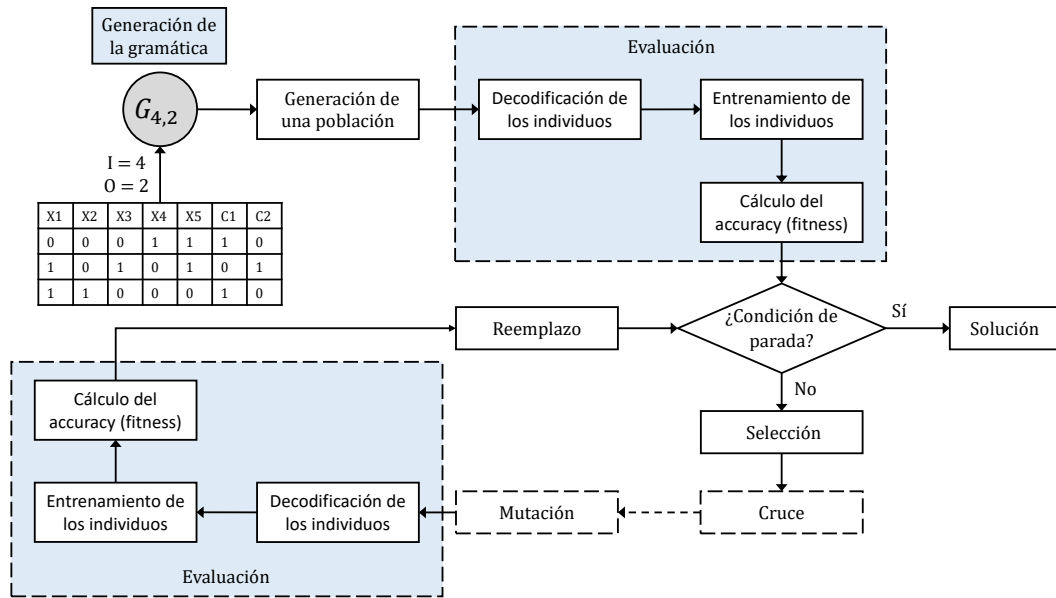 Generación de
la gramática
G4,2
I = 4
O = 2
X1 X2 X3 X4 X5 C1 C2
0 0 0 1 1 1 0
1 0 1 0 1 0 1
1 1 0 0 0 1 0
Generación de
una población
Evaluación
Decodificación de
los individuos
Entrenamiento de
los individuos
Cálculo del
accuracy (fitness)
¿Condición de
parada?
Sí
Solución
No
Selección
Cruce
Mutación
Decodificación de
los individuos
Entrenamiento de
los individuos
Cálculo del
accuracy (fitness)
Evaluación
Reemplazo